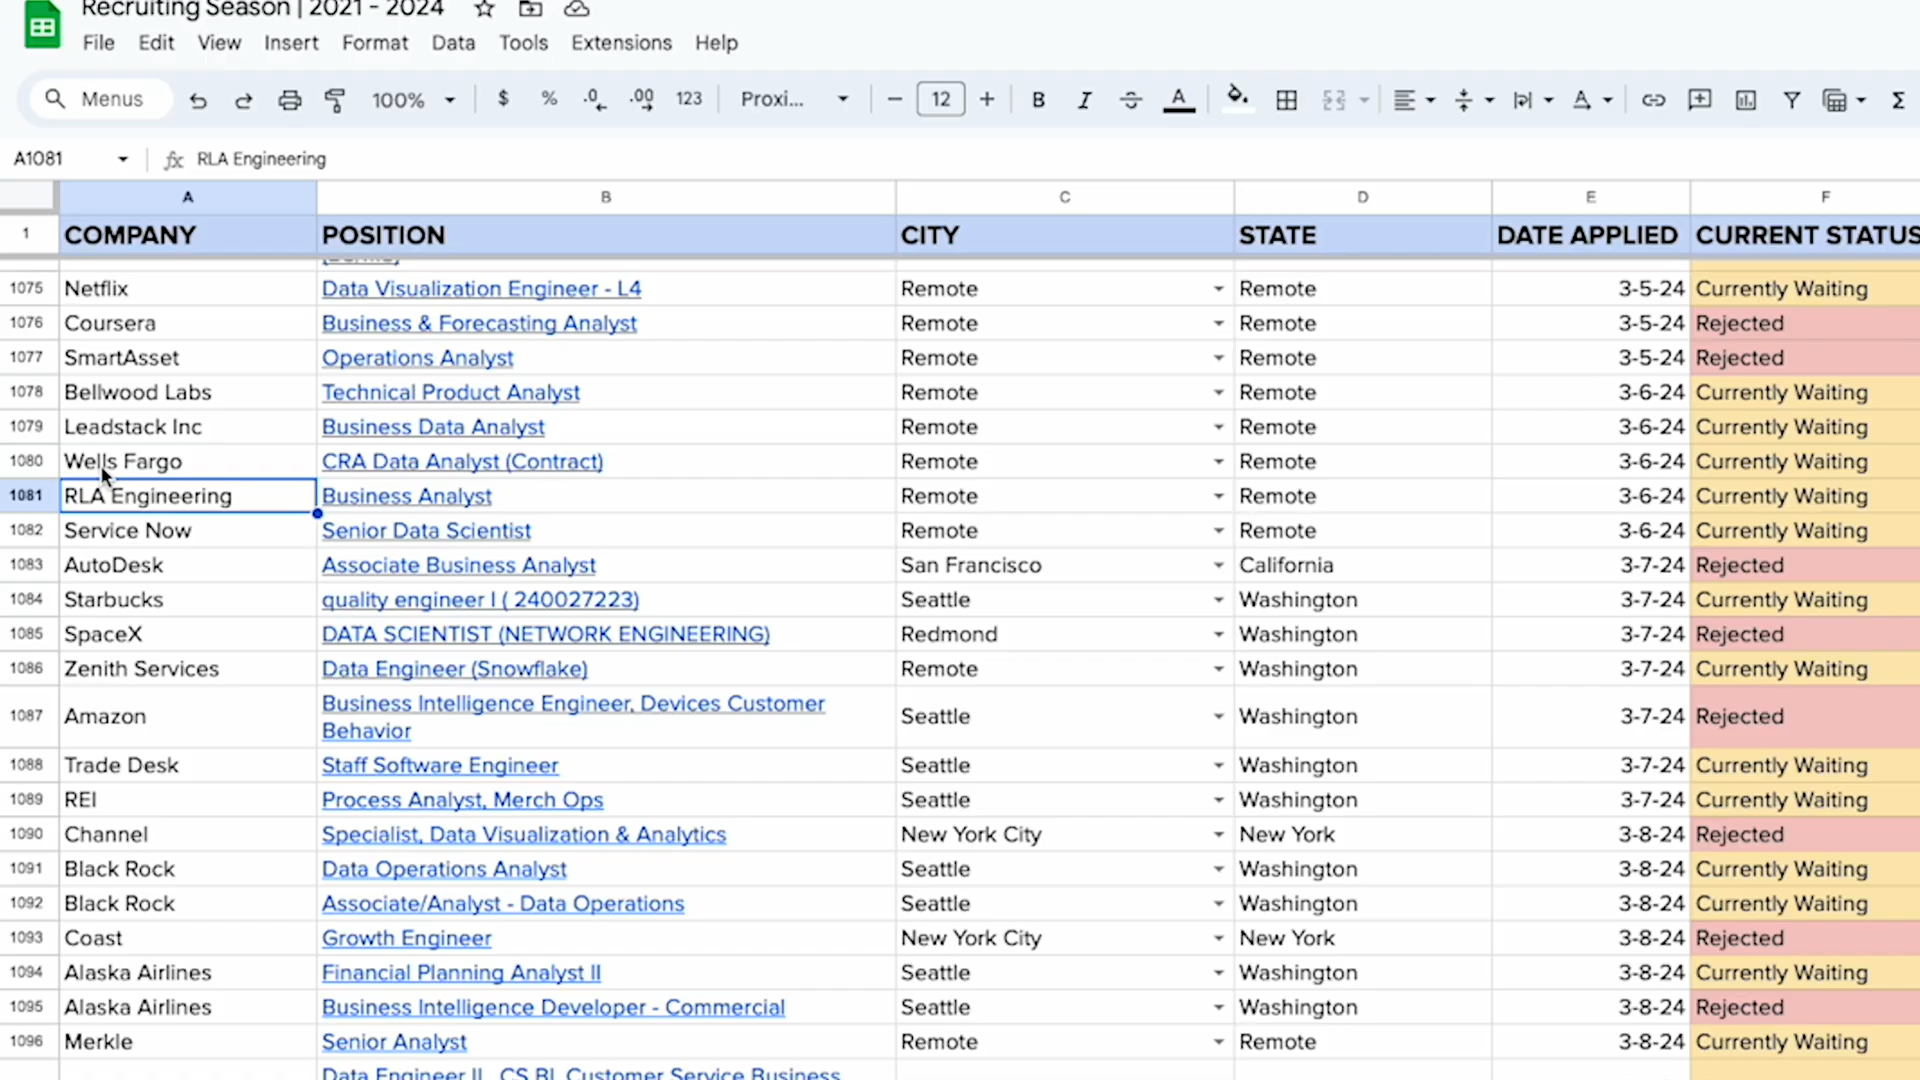 Recruiting Season | 2021 - 2024
File Edit View Insert Format Data Tools Extensions Help
Menus 100% $ % .0 .00 123 Proxi... − 12 + B I A Σ
A1081 fx RLA Engineering
A B C D E F
1 COMPANY POSITION CITY STATE DATE APPLIED CURRENT STATUS
1075 Netflix Data Visualization Engineer - L4 Remote Remote 3-5-24 Currently Waiting
1076 Coursera Business & Forecasting Analyst Remote Remote 3-5-24 Rejected
1077 SmartAsset Operations Analyst Remote Remote 3-5-24 Rejected
1078 Bellwood Labs Technical Product Analyst Remote Remote 3-6-24 Currently Waiting
1079 Leadstack Inc Business Data Analyst Remote Remote 3-6-24 Currently Waiting
1080 Wells Fargo CRA Data Analyst (Contract) Remote Remote 3-6-24 Currently Waiting
1081 RLA Engineering Business Analyst Remote Remote 3-6-24 Currently Waiting
1082 Service Now Senior Data Scientist Remote Remote 3-6-24 Currently Waiting
1083 AutoDesk Associate Business Analyst San Francisco California 3-7-24 Rejected
1084 Starbucks quality engineer I ( 240027223) Seattle Washington 3-7-24 Currently Waiting
1085 SpaceX DATA SCIENTIST (NETWORK ENGINEERING) Redmond Washington 3-7-24 Rejected
1086 Zenith Services Data Engineer (Snowflake) Remote Washington 3-7-24 Currently Waiting
1087 Amazon Business Intelligence Engineer, Devices Customer Seattle Washington 3-7-24 Rejected
Behavior
1088 Trade Desk Staff Software Engineer Seattle Washington 3-7-24 Currently Waiting
1089 REI Process Analyst, Merch Ops Seattle Washington 3-7-24 Currently Waiting
1090 Channel Specialist, Data Visualization & Analytics New York City New York 3-8-24 Rejected
1091 Black Rock Data Operations Analyst Seattle Washington 3-8-24 Currently Waiting
1092 Black Rock Associate/Analyst - Data Operations Seattle Washington 3-8-24 Currently Waiting
1093 Coast Growth Engineer New York City New York 3-8-24 Rejected
1094 Alaska Airlines Financial Planning Analyst II Seattle Washington 3-8-24 Currently Waiting
1095 Alaska Airlines Business Intelligence Developer - Commercial Seattle Washington 3-8-24 Rejected
1096 Merkle Senior Analyst Remote Remote 3-8-24 Currently Waiting
Data Engineer II, CS BI, Customer Service Business